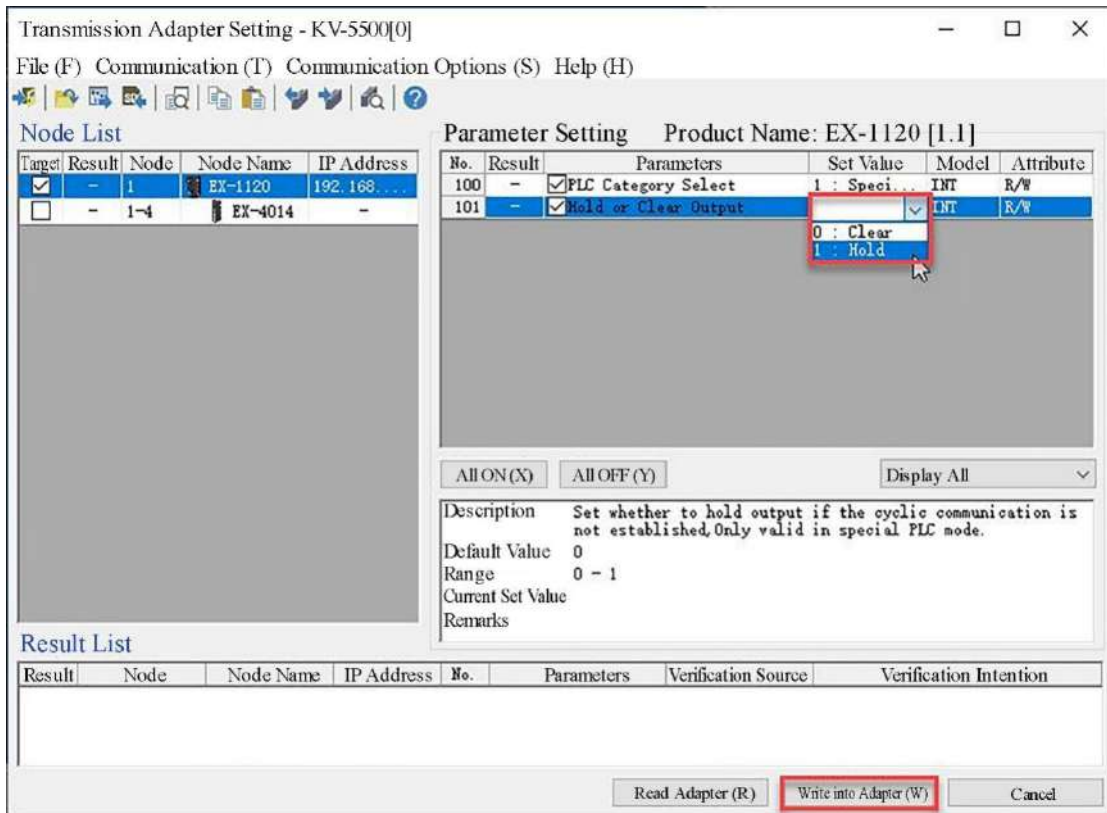 Transmission Adapter Setting - KV-5500[0]
File (F) Communication (T) Communication Options (S) Help (H)
Node List
Target Result Node Node Name IP Address
- 1 EX-1120 192.168....
- 1-4 EX-4014 -
Parameter Setting Product Name: EX-1120 [1.1]
No. Result Parameters Set Value Model Attribute
100 - PLC Category Select 1 : Speci... INT R/W
101 - Hold or Clear Output INT R/W
0 : Clear
1 : Hold
All ON (X) All OFF (Y) Display All
Description Set whether to hold output if the cyclic communication is
not established,Only valid in special PLC mode.
Default Value 0
Range 0 - 1
Current Set Value
Remarks
Result List
Result Node Node Name IP Address No. Parameters Verification Source Verification Intention
Read Adapter (R) Write into Adapter (W) Cancel